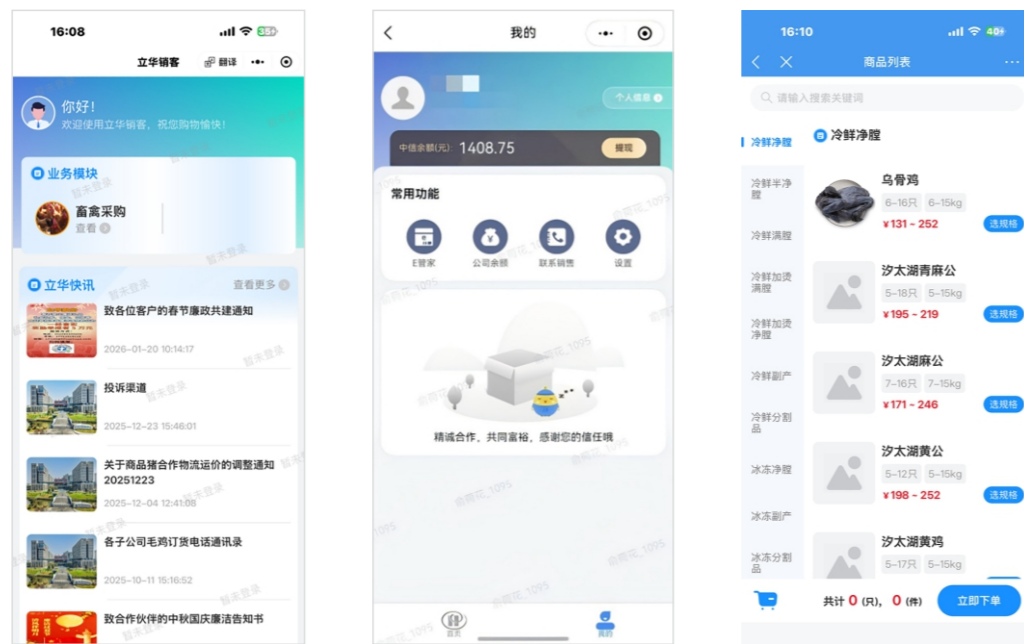 16:08
35
立华销客
翻译
你好!
欢迎使用立华销客，祝您购物愉快!
业务模块
畜禽采购
查看
立华快讯
查看更多
致各位客户的春节廉政共建通知
2026-01-20 10:14:17
投诉渠道
2025-12-23 15:46:01
关于商品猪合作物流运价的调整通知
20251223
2025-12-04 12:41:08
各子公司毛鸡订货电话通讯录
2025-10-11 15:16:52
致合作伙伴的中秋国庆廉洁告知书
暂未登录
我的
个人信息
中信余额(元): 1408.75
提现
常用功能
E管家
公司余额
联系销售
设置
精诚合作，共同富裕，感谢您的信任哦
俞荷花_1095
首页
我的
16:10
40
商品列表
请输入搜索关键词
冷鲜净膛
冷鲜半净膛
冷鲜满膛
冷鲜加烫满膛
冷鲜加烫净膛
冷鲜副产
冷鲜分割品
冰冻净膛
冰冻副产
冰冻分割品
冷鲜净膛
乌骨鸡
6-16只 6-15kg
¥131 ~ 252
选规格
汐太湖青麻公
5-18只 5-15kg
¥195 ~ 219
选规格
汐太湖麻公
7-16只 7-15kg
¥171 ~ 246
选规格
汐太湖黄公
5-12只 5-15kg
¥198 ~ 252
选规格
汐太湖黄鸡
5-17只 5-15kg
共计 0 (只)， 0 (件)
立即下单